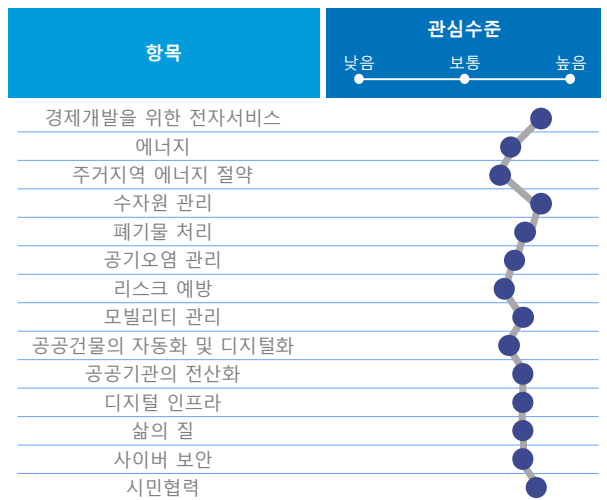 항목
관심수준
낮음 보통 높음
경제개발을 위한 전자서비스
에너지
주거지역 에너지 절약
수자원 관리
폐기물 처리
공기오염 관리
리스크 예방
모빌리티 관리
공공건물의 자동화 및 디지털화
공공기관의 전산화
디지털 인프라
삶의 질
사이버 보안
시민협력